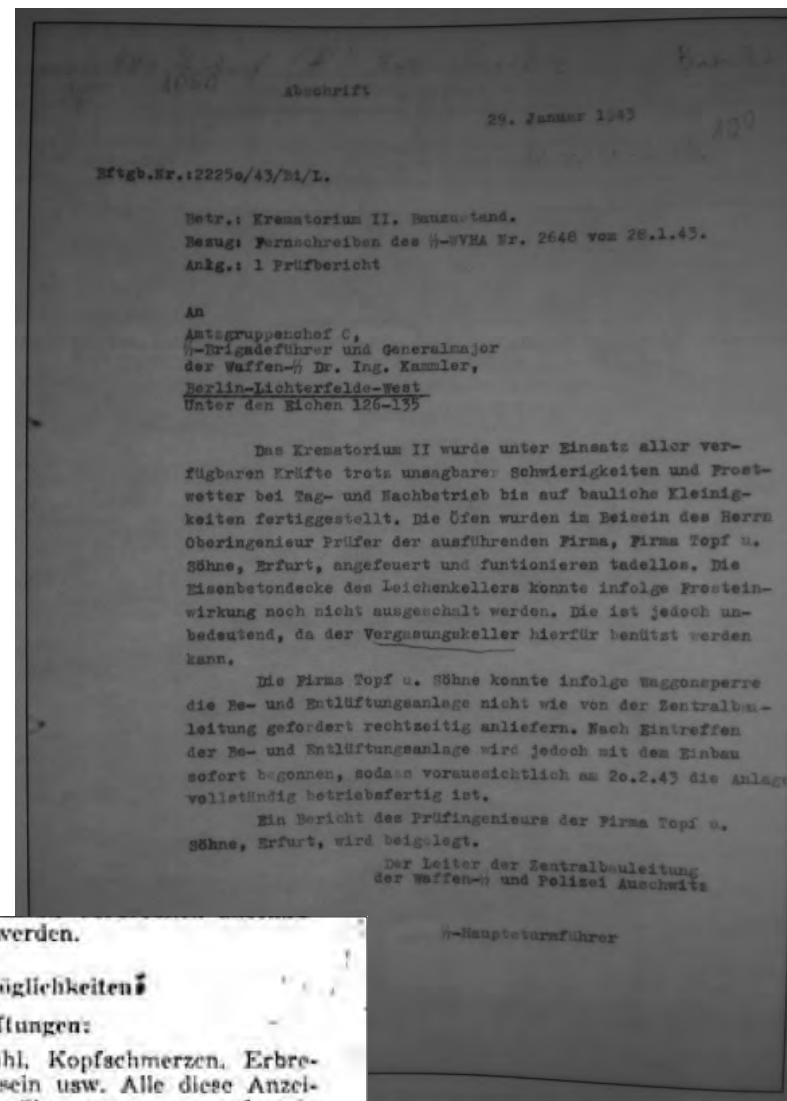 1060
Abschrift
29. Januar 1943
100
Bftgb.Nr.:2225o/43/Bi/L.
Betr.: Krematorium II. Bauzustand.
Bezug: Fernschreiben des SS-WVHA Nr. 2648 vom 28.1.43.
Anlg.: 1 Prüfbericht
An
Amtsgruppenchef C,
SS-Brigadeführer und Generalmajor
der Waffen-SS Dr. Ing. Kammler,
Berlin-Lichterfelde-West
Unter den Eichen 126-135
Das Krematorium II wurde unter Einsatz aller ver-
fügbaren Kräfte trotz unsagbarer Schwierigkeiten und Frost-
wetter bei Tag- und Nachbetrieb bis auf bauliche Kleinig-
keiten fertiggestellt. Die Öfen wurden im Beisein des Herrn
Oberingenieur Prüfer der ausführenden Firma, Firma Topf u.
Söhne, Erfurt, angefeuert und funtionieren tadellos. Die
Eisenbetondecke des Leichenkellers konnte infolge Frostein-
wirkung noch nicht ausgeschalt werden. Die ist jedoch un-
bedeutend, da der Vergasungskeller hierfür benützt werden
kann.
Die Firma Topf u. Söhne konnte infolge Waggonsperre
die Be- und Entlüftungsanlage nicht wie von der Zentralbau-
leitung gefordert rechtzeitig anliefern. Nach Eintreffen
der Be- und Entlüftungsanlage wird jedoch mit dem Einbau
sofort begonnen, sodass voraussichtlich am 20.2.43 die Anlage
vollständig betriebsfertig ist.
Ein Bericht des Prüfingenieurs der Firma Topf u.
Söhne, Erfurt, wird beigelegt.
Der Leiter der Zentralbauleitung
der Waffen-SS und Polizei Auschwitz
SS-Hauptsturmführer
werden.
öglichkeiten:
ftungen:
hl, Kopfschmerzen, Erbre-
sein usw. Alle diese Anzei-